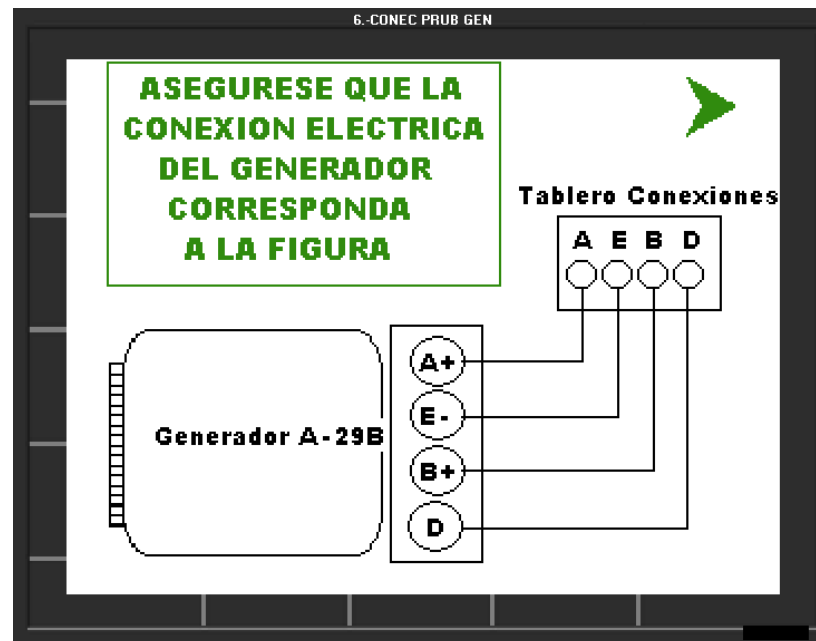 6.-CONEC PRUB GEN
ASEGURESE QUE LA
CONEXION ELECTRICA
DEL GENERADOR
CORRESPONDA
A LA FIGURA
Tablero Conexiones
A E B D
A+
E-
Generador A-29B
B+
D